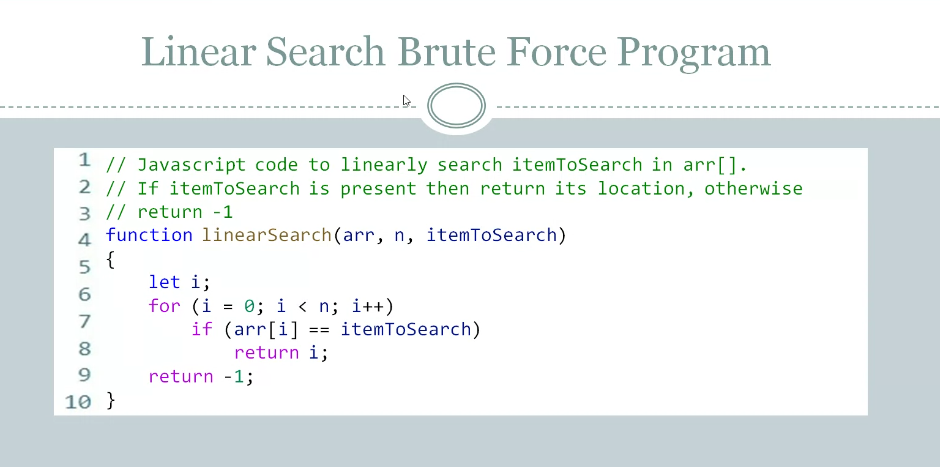 Linear Search Brute Force Program
1 // Javascript code to linearly search itemToSearch in arr[].
2 // If itemToSearch is present then return its location, otherwise
3 // return -1
4 function linearSearch(arr, n, itemToSearch)
5 {
6     let i;
    for (i = 0; i < n; i++)
7         if (arr[i] == itemToSearch)
8             return i;
9     return -1;
10 }